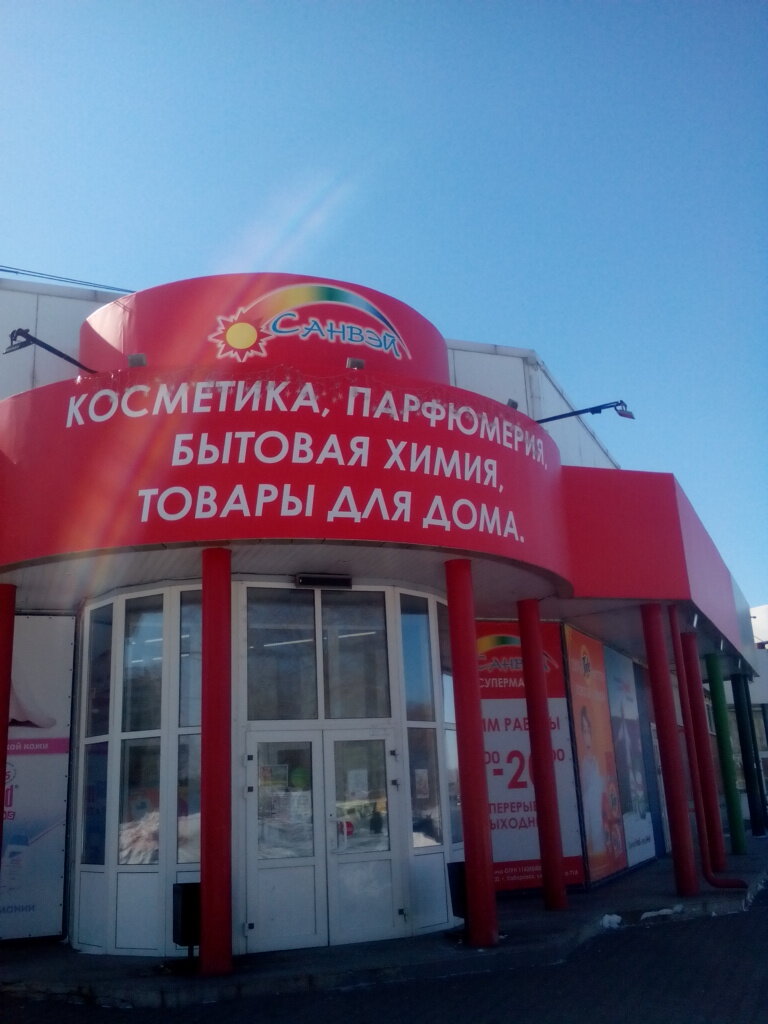 САНВЭЙ
КОСМЕТИКА, ПАРФЮМЕРИЯ,
БЫТОВАЯ ХИМИЯ,
ТОВАРЫ ДЛЯ ДОМА.